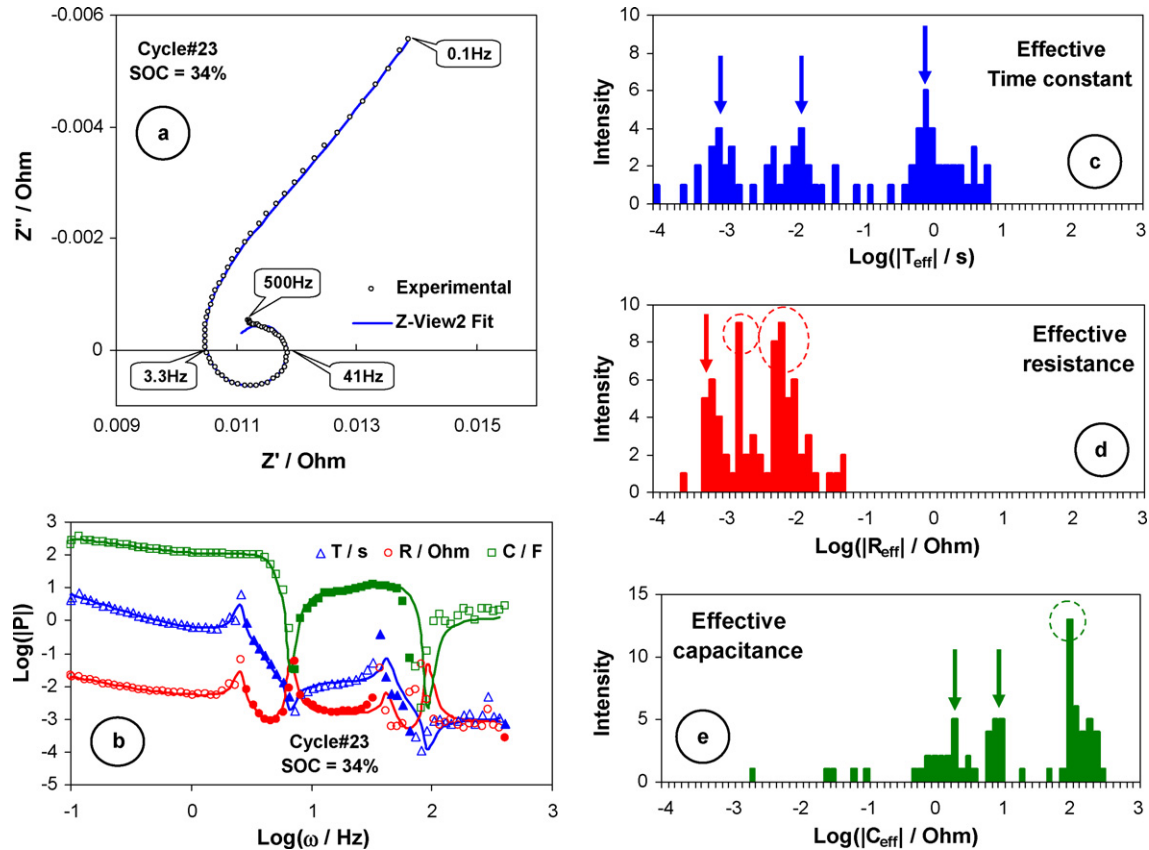 -0.006
-0.004
-0.002
0
0.009
0.011
0.013
0.015
Z'' / Ohm
Z' / Ohm
Cycle#23
SOC = 34%
a
0.1Hz
500Hz
3.3Hz
41Hz
Experimental
Z-View2 Fit
3
2
1
0
-1
-2
-3
-4
-5
-1
0
1
2
3
Log(|P|)
Log(ω / Hz)
T / s
R / Ohm
C / F
b
Cycle#23
SOC = 34%
10
8
6
4
2
0
-4
-3
-2
-1
0
1
2
3
Intensity
Log(|Teff| / s)
Effective
Time constant
c
10
8
6
4
2
0
-4
-3
-2
-1
0
1
2
3
Intensity
Log(|Reff| / Ohm)
Effective
resistance
d
15
10
5
0
-4
-3
-2
-1
0
1
2
3
Intensity
Log(|Ceff| / Ohm)
Effective
capacitance
e